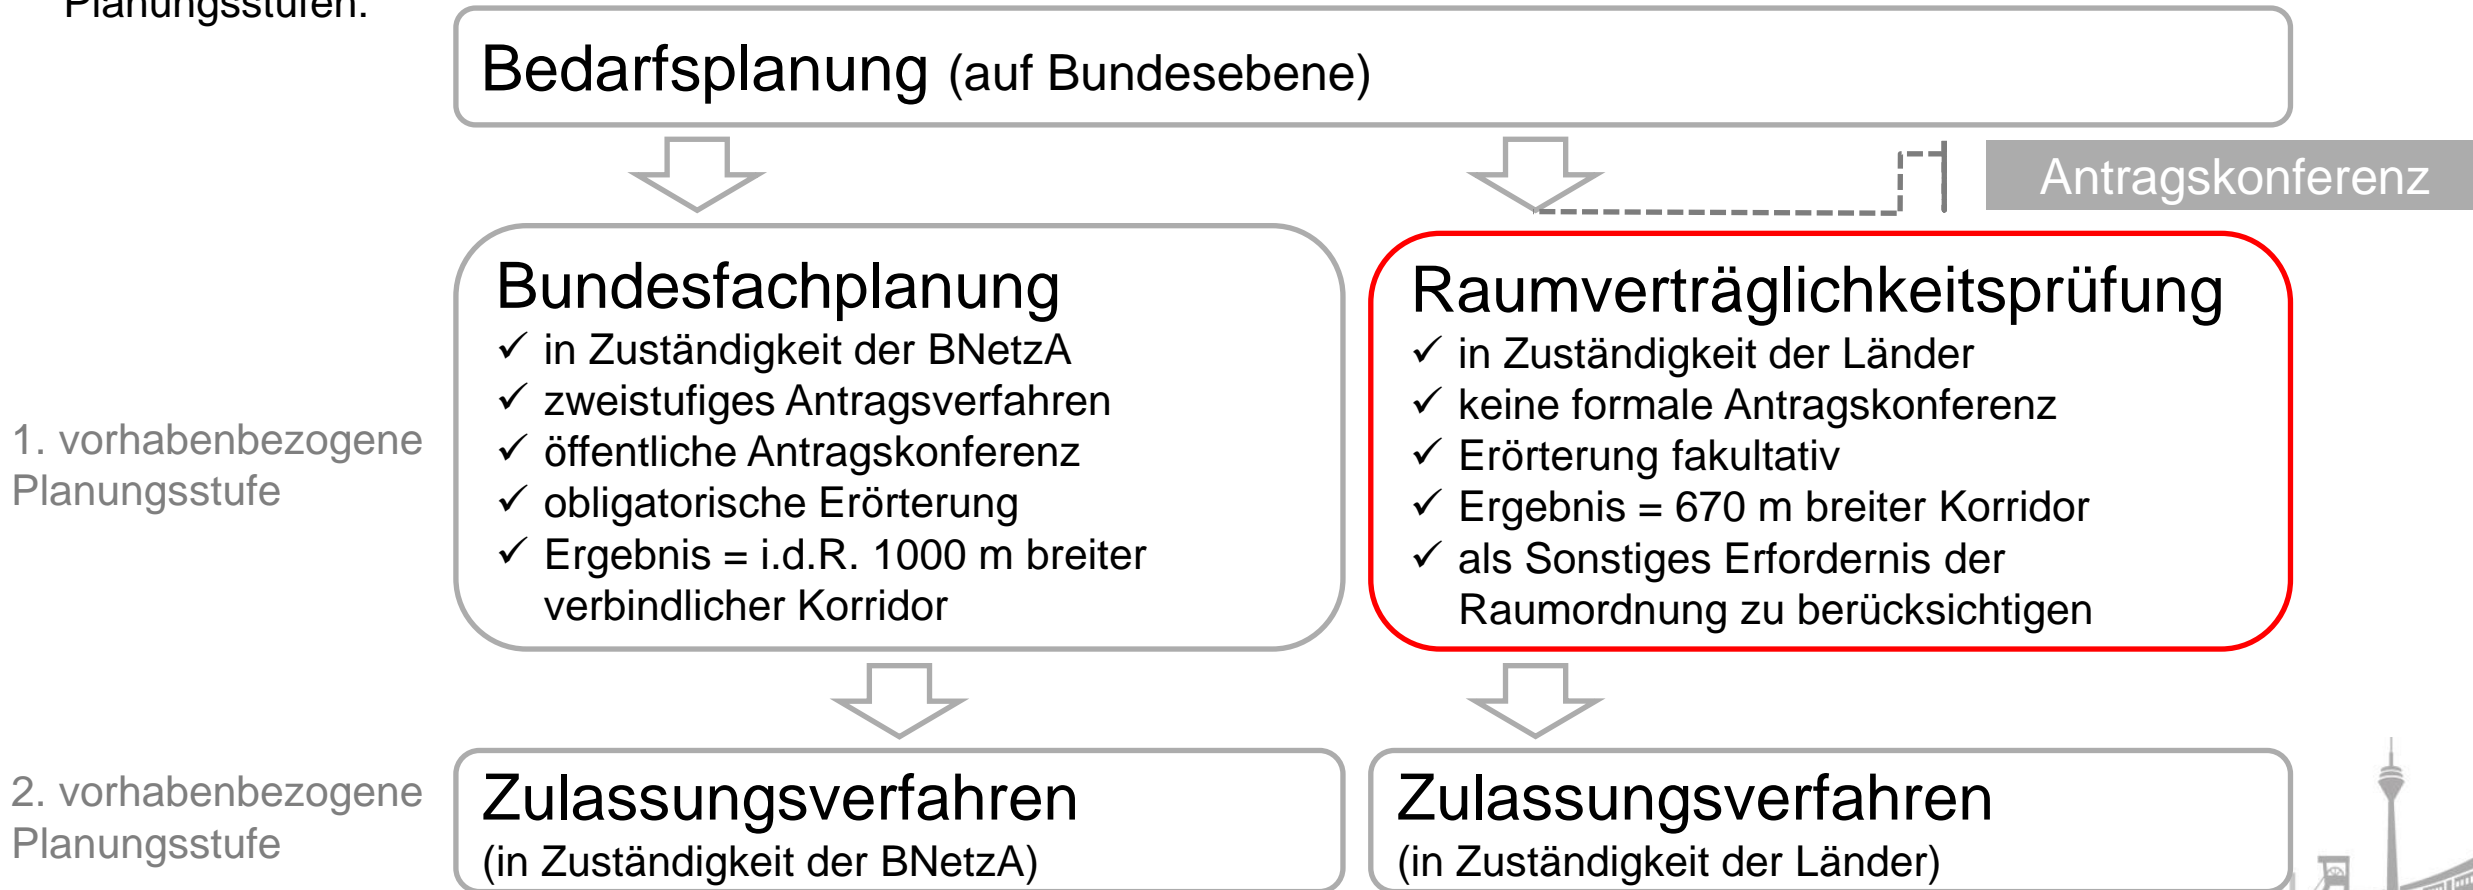 Planungsstufen:
Bedarfsplanung (auf Bundesebene)
Antragskonferenz
1. vorhabenbezogene
Planungsstufe
Bundesfachplanung
✓ in Zuständigkeit der BNetzA
✓ zweistufiges Antragsverfahren
✓ öffentliche Antragskonferenz
✓ obligatorische Erörterung
✓ Ergebnis = i.d.R. 1000 m breiter
verbindlicher Korridor
Raumverträglichkeitsprüfung
✓ in Zuständigkeit der Länder
✓ keine formale Antragskonferenz
✓ Erörterung fakultativ
✓ Ergebnis = 670 m breiter Korridor
✓ als Sonstiges Erfordernis der
Raumordnung zu berücksichtigen
2. vorhabenbezogene
Planungsstufe
Zulassungsverfahren
(in Zuständigkeit der BNetzA)
Zulassungsverfahren
(in Zuständigkeit der Länder)